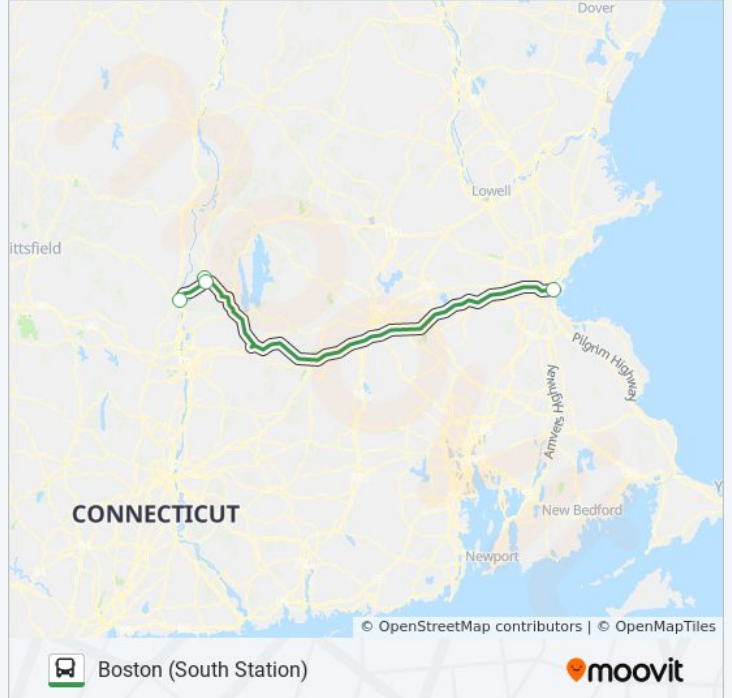 Dover
Lowell
ittsfield
Pilgrim Highway
Amvets Highway
CONNECTICUT
Y
New Bedford
Newport
© OpenStreetMap contributors | © OpenMapTiles
Boston (South Station)
moovit